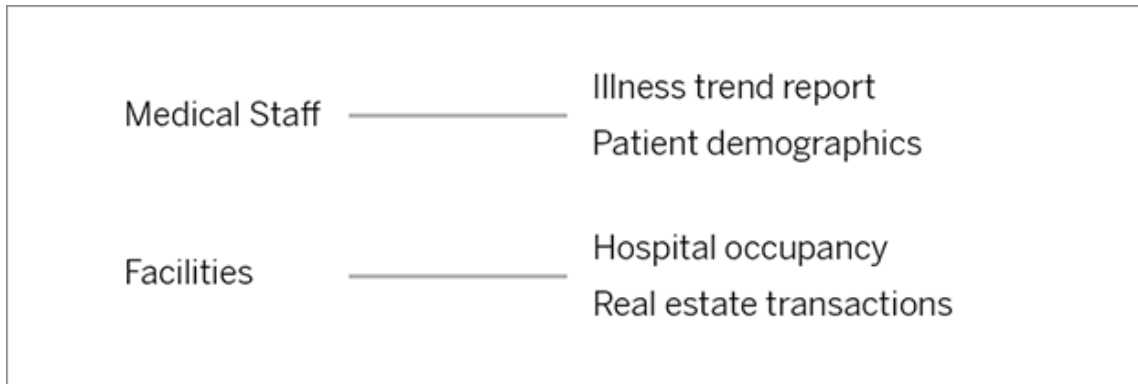 Medical Staff
Illness trend report
Patient demographics
Facilities
Hospital occupancy
Real estate transactions